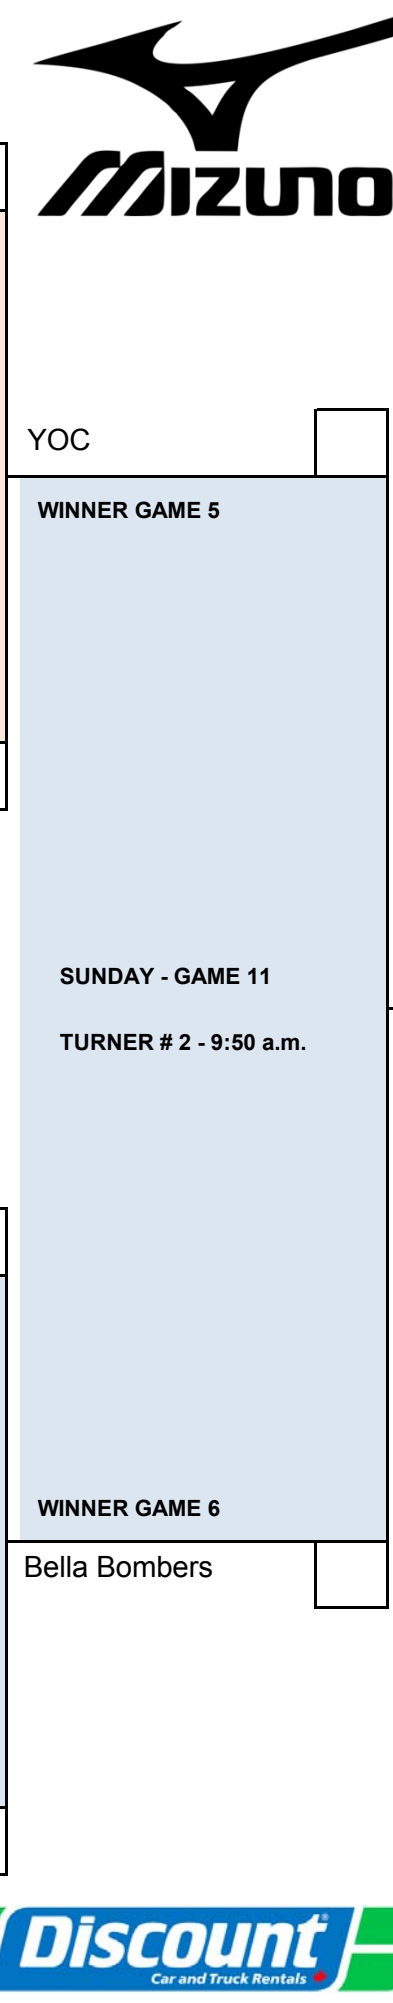 MIZUNO
YOC
WINNER GAME 5
SUNDAY - GAME 11
TURNER # 2 - 9:50 a.m.
WINNER GAME 6
Bella Bombers
Discount
Car and Truck Rentals